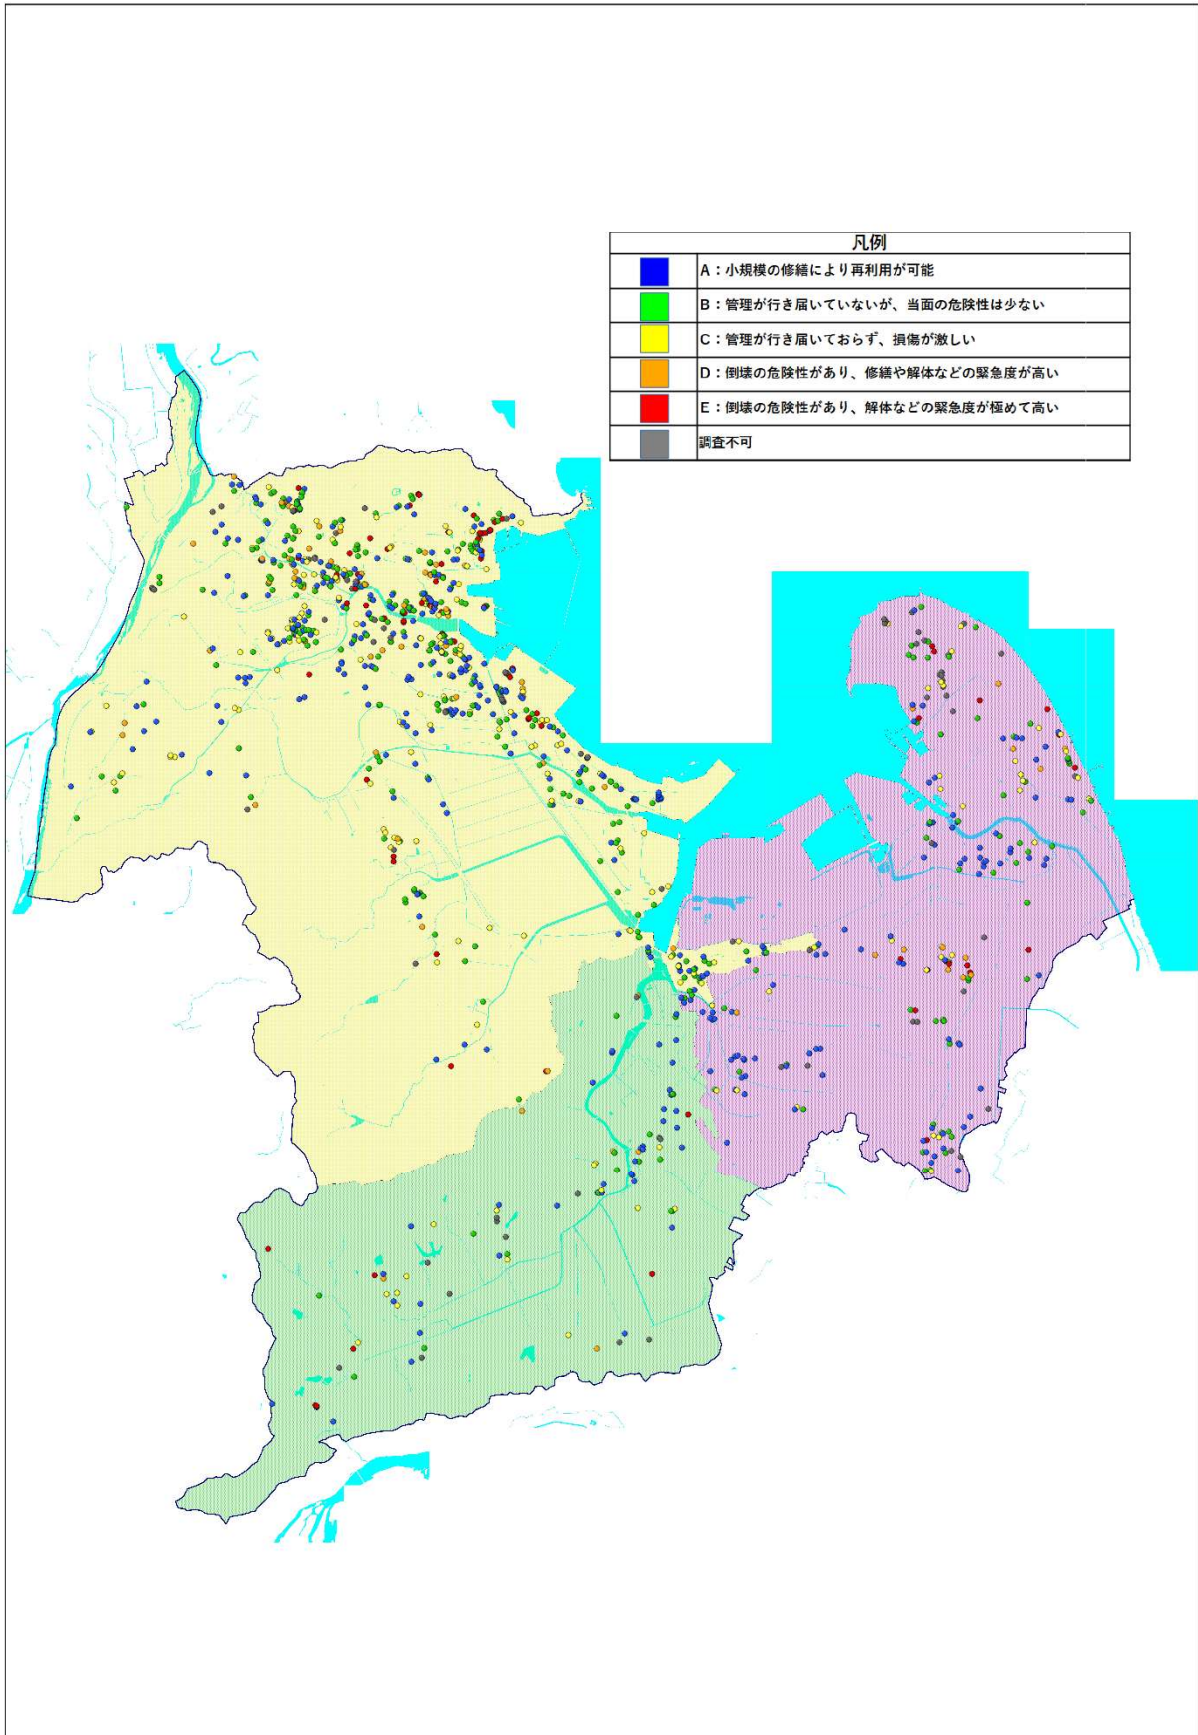 凡例
A：小規模の修繕により再利用が可能
B：管理が行き届いていないが、当面の危険性は少ない
C：管理が行き届いておらず、損傷が激しい
D：倒壊の危険性があり、修繕や解体などの緊急度が高い
E：倒壊の危険性があり、解体などの緊急度が極めて高い
調査不可